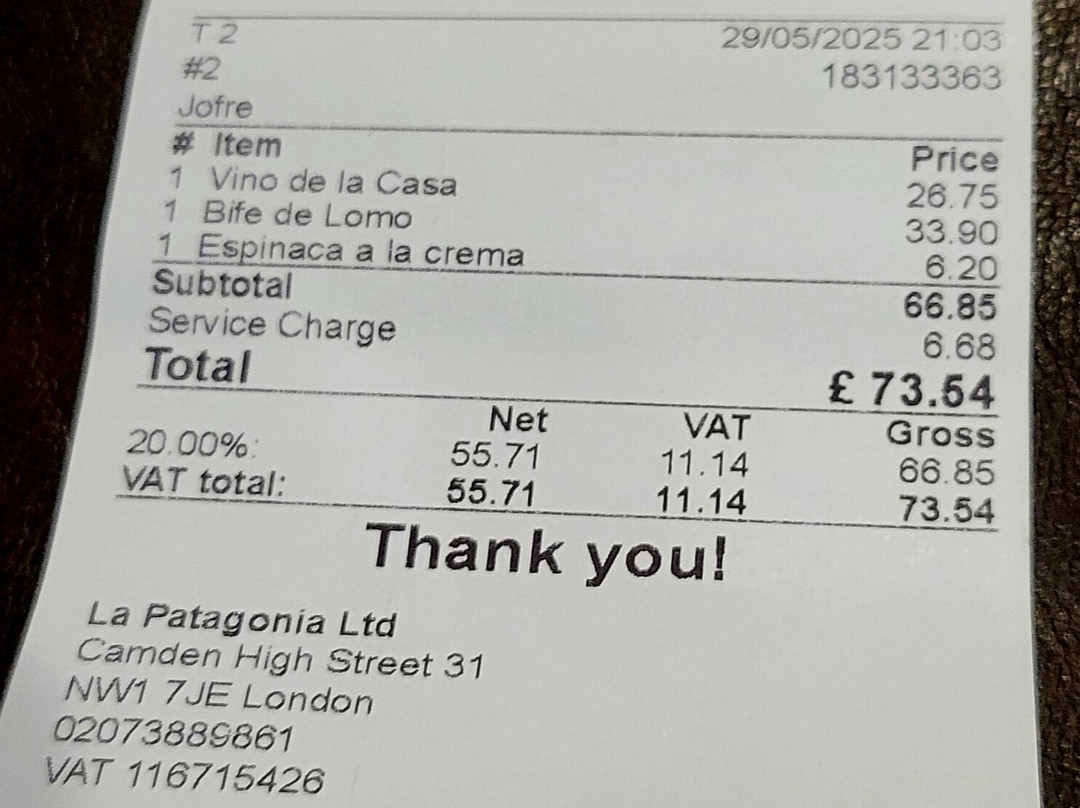 T 2 29/05/2025 21:03
#2 183133363
Jofre
# Item Price
1 Vino de la Casa 26.75
1 Bife de Lomo 33.90
1 Espinaca a la crema 6.20
Subtotal 66.85
Service Charge 6.68
Total £ 73.54
Net VAT Gross
20.00%: 55.71 11.14 66.85
VAT total: 55.71 11.14 73.54
Thank you!
La Patagonia Ltd
Camden High Street 31
NW1 7JE London
02073889861
VAT 116715426